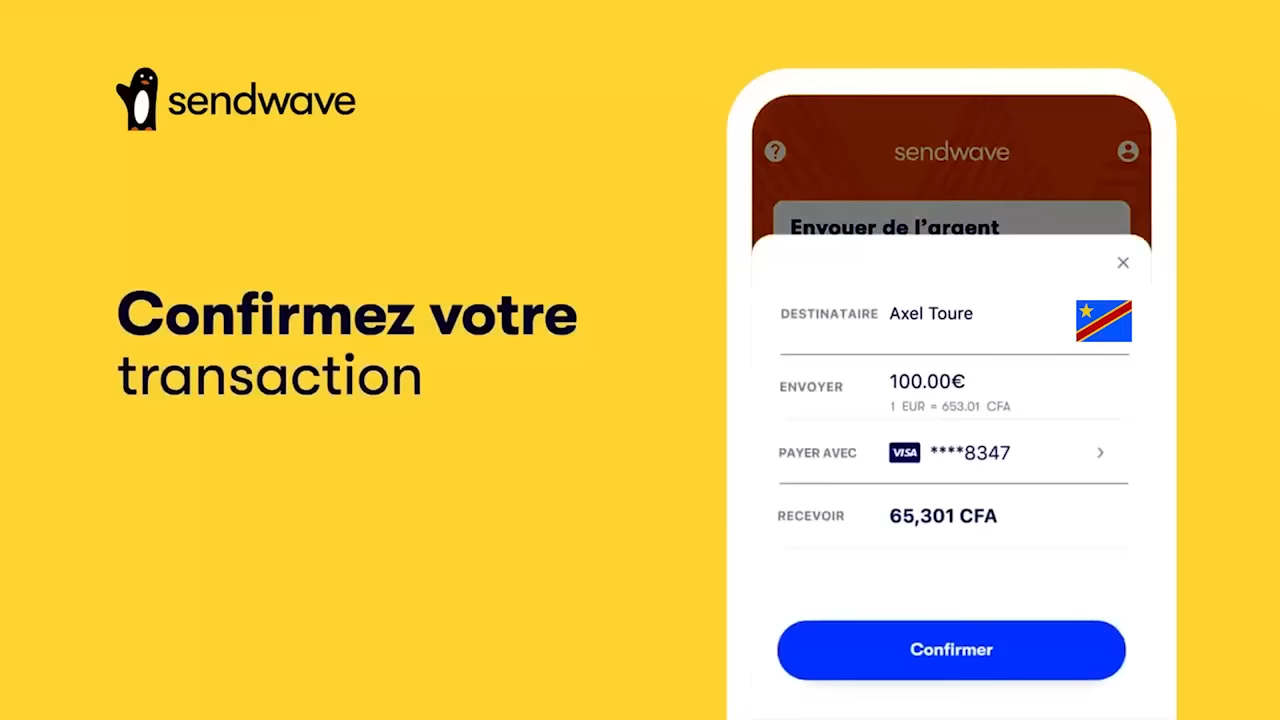 sendwave
Confirmez votre
transaction
sendwave
Envoyer de l'argent
DESTINATAIRE Axel Toure
ENVOYER 100.00€
1 EUR = 653.01 CFA
PAYER AVEC VISA ****8347
RECEVOIR 65,301 CFA
Confirmer